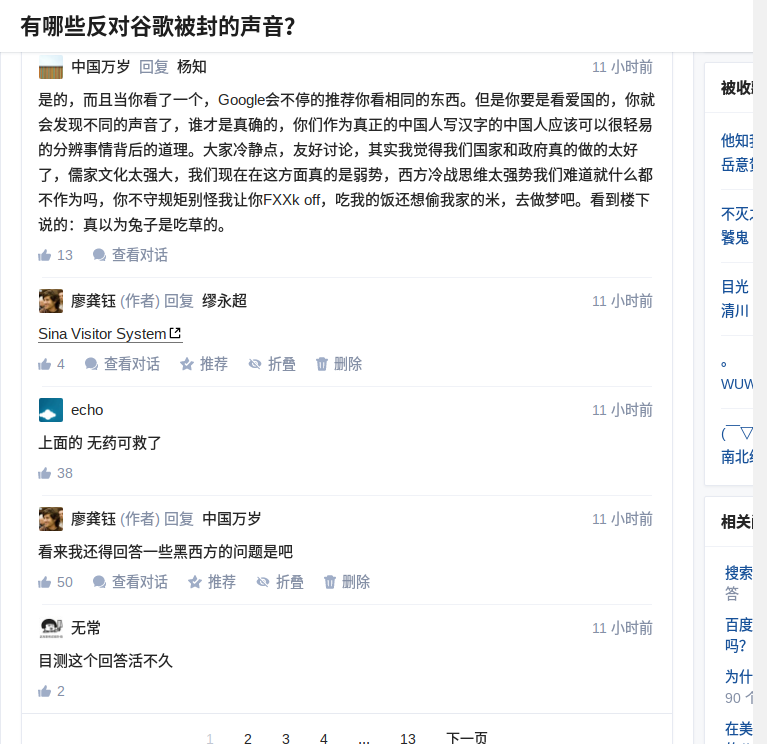 有哪些反对谷歌被封的声音?
中国万岁 回复 杨知 11 小时前
是的，而且当你看了一个，Google会不停的推荐你看相同的东西。但是你要是看爱国的，你就
会发现不同的声音了，谁才是真确的，你们作为真正的中国人写汉字的中国人应该可以很轻易
的分辨事情背后的道理。大家冷静点，友好讨论，其实我觉得我们国家和政府真的做的太好
了，儒家文化太强大，我们现在在这方面真的是弱势，西方冷战思维太强势我们难道就什么都
不作为吗，你不守规矩别怪我让你FXXk off，吃我的饭还想偷我家的米，去做梦吧。看到楼下
说的：真以为兔子是吃草的。
13 查看对话
廖龚钰 (作者) 回复 缪永超 11 小时前
Sina Visitor System
4 查看对话 推荐 折叠 删除
echo 11 小时前
上面的 无药可救了
38
廖龚钰 (作者) 回复 中国万岁 11 小时前
看来我还得回答一些黑西方的问题是吧
50 查看对话 推荐 折叠 删除
无常 11 小时前
目测这个回答活不久
2
1 2 3 4 ... 13 下一页
被收
他知
岳意
不灭
饕鬼
目光
清川
。
WUW
(￣▽
南北
相关
搜索
答
百度
吗?
为什
90 个
在美